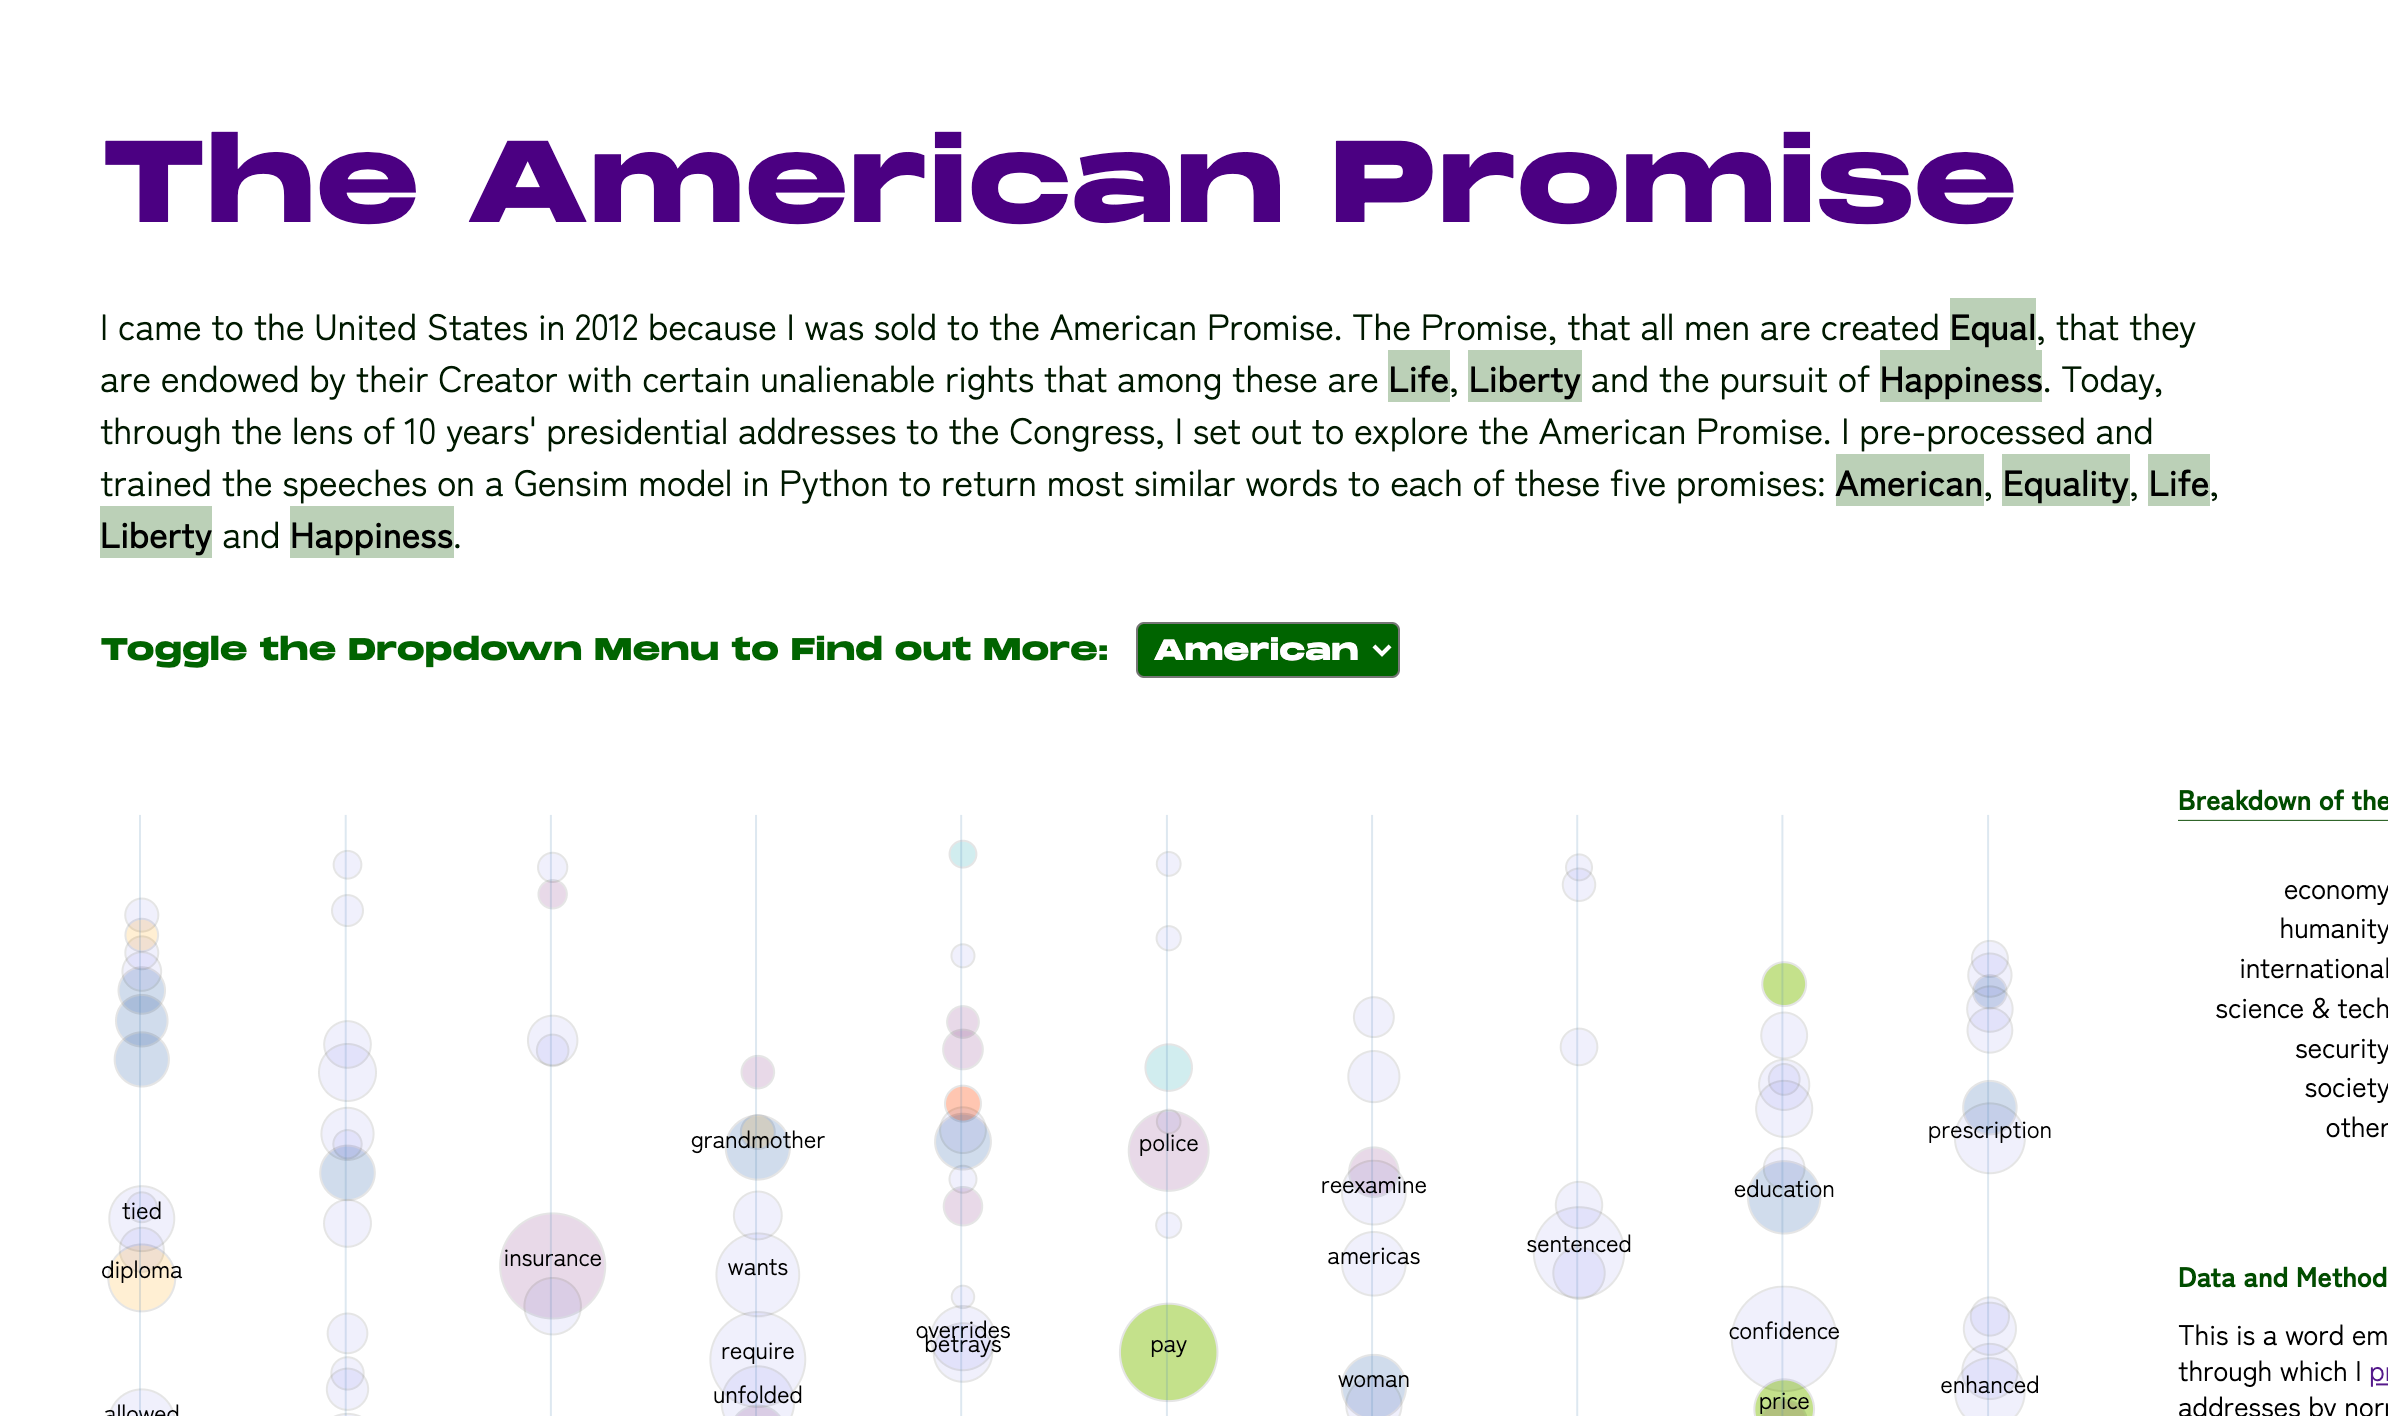 The American Promise
I came to the United States in 2012 because I was sold to the American Promise. The Promise, that all men are created Equal, that they
are endowed by their Creator with certain unalienable rights that among these are Life, Liberty and the pursuit of Happiness. Today,
through the lens of 10 years' presidential addresses to the Congress, I set out to explore the American Promise. I pre-processed and
trained the speeches on a Gensim model in Python to return most similar words to each of these five promises: American, Equality, Life,
Liberty and Happiness.
Toggle the Dropdown Menu to Find out More: American
tied
diploma
allowed
insurance
grandmother
wants
require
unfolded
overrides
betrays
police
pay
reexamine
americas
woman
sentenced
education
confidence
price
prescription
enhanced
Breakdown of the
economy
humanity
international
science & tech
security
society
other
Data and Method
This is a word em
through which I pr
addresses by norm